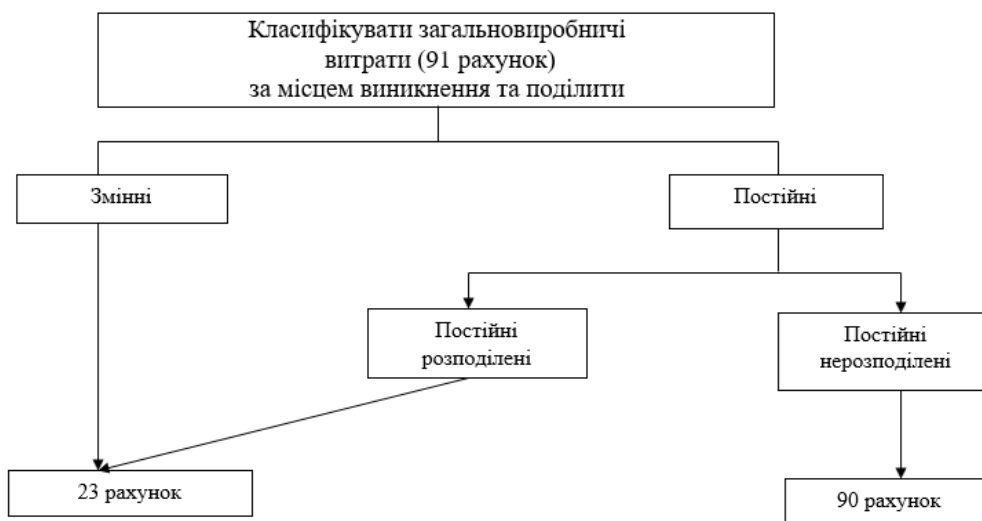 Класифікувати загальновиробничі
витрати (91 рахунок)
за місцем виникнення та поділити
Змінні
Постійні
Постійні
розподілені
Постійні
нерозподілені
23 рахунок
90 рахунок